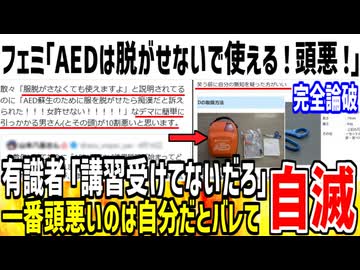 フェミ「AEDは脱がせないで使える！頭悪！」
散々「服脱がさなくても使えますよ」と説明されてる
のに「AED蘇生のために服を脱がせたら痴漢だと訴え
られた！！！女許せない！！！！！」なデマに簡単に
引っかかる男さん(とその頭)が10割悪いと思います。
完全論破
有識者「講習受けてないだろ」
一番頭悪いのは自分だとバレて
自滅